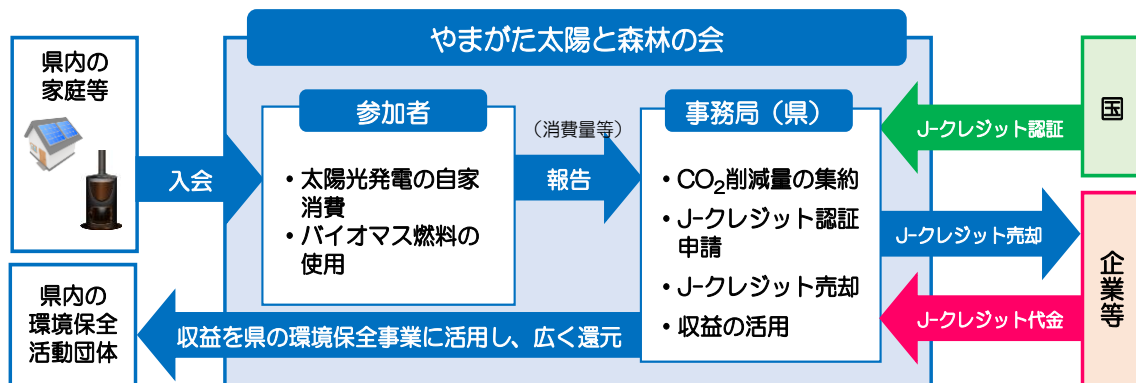 やまがた太陽と森林の会
県内の
家庭等
入会
参加者
・太陽光発電の自家
消費
・バイオマス燃料の
使用
（消費量等）
報告
事務局（県）
・CO₂削減量の集約
・J-クレジット認証
申請
・J-クレジット売却
・収益の活用
J-クレジット認証
国
J-クレジット売却
J-クレジット代金
企業等
収益を県の環境保全事業に活用し、広く還元
県内の
環境保全
活動団体